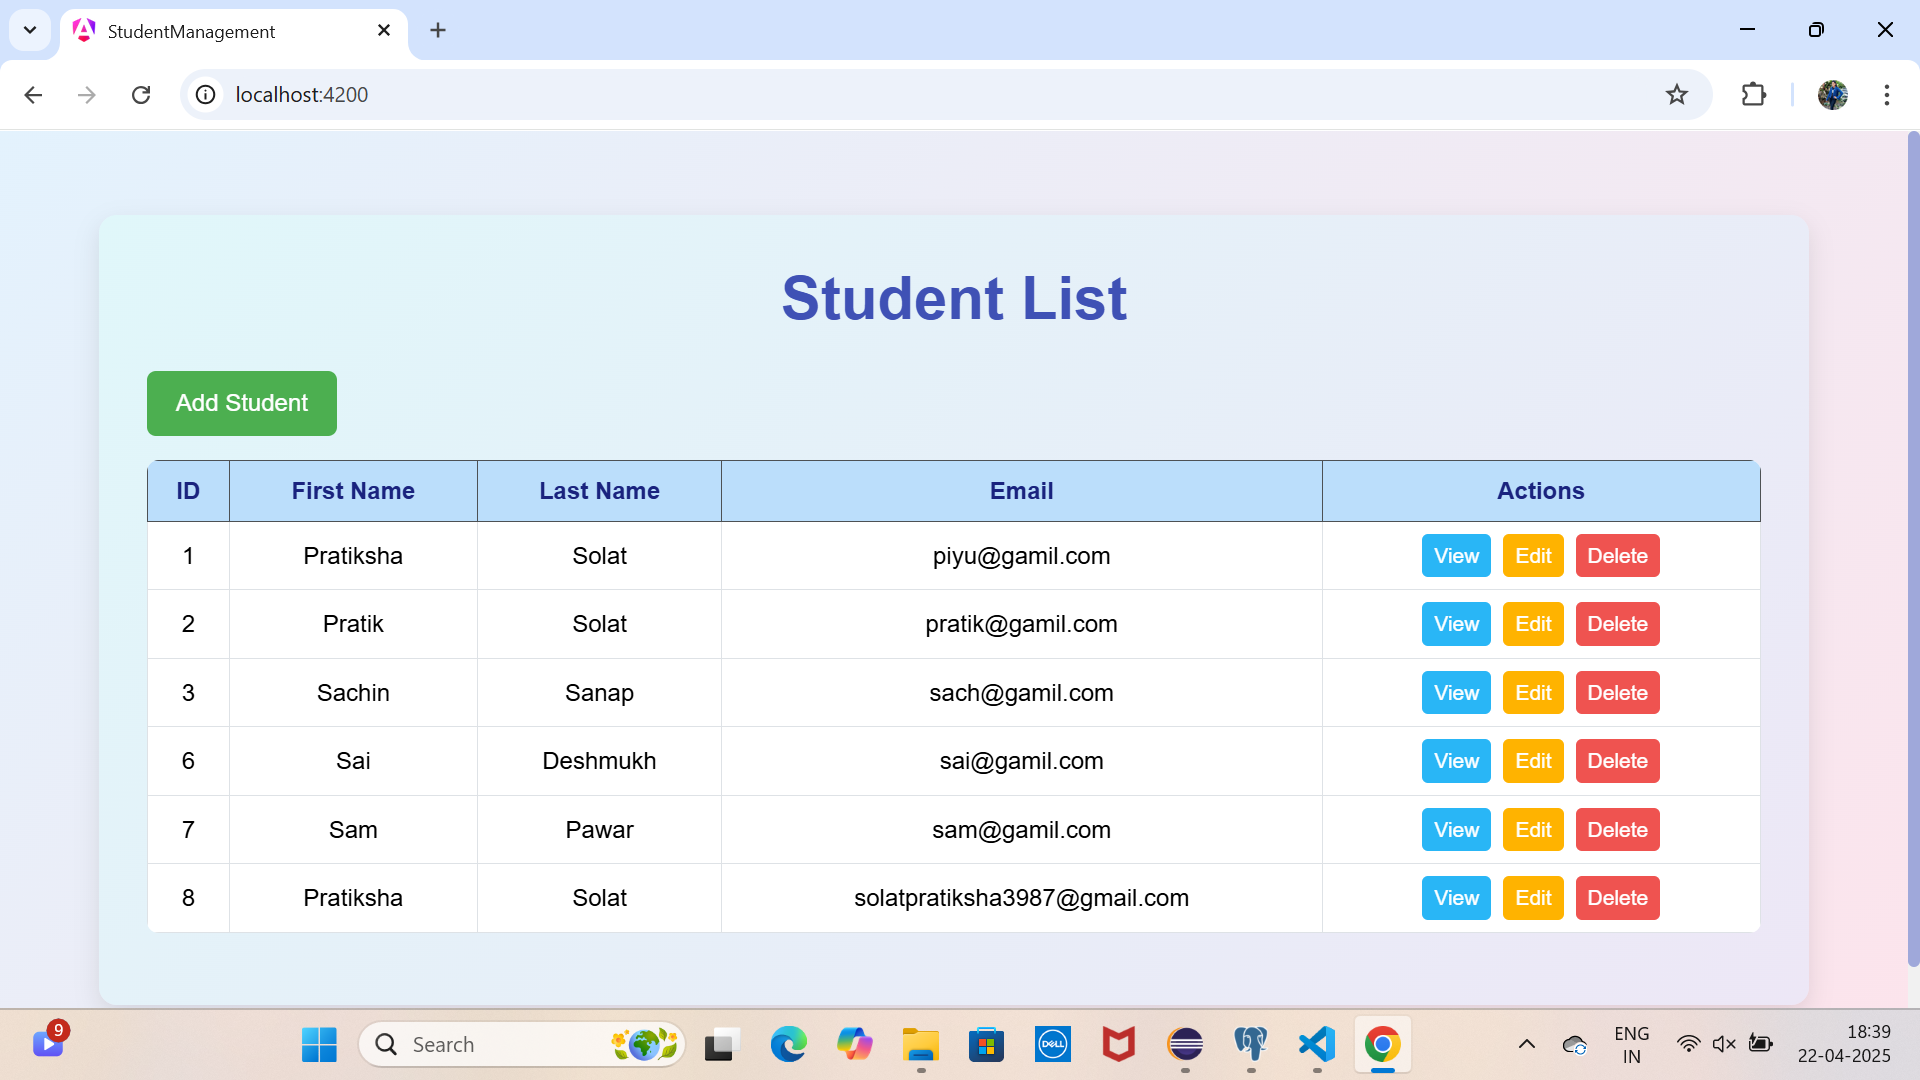 StudentManagement
localhost:4200
Student List
Add Student
ID First Name Last Name Email Actions
1 Pratiksha Solat piyu@gamil.com View Edit Delete
2 Pratik Solat pratik@gamil.com View Edit Delete
3 Sachin Sanap sach@gamil.com View Edit Delete
6 Sai Deshmukh sai@gamil.com View Edit Delete
7 Sam Pawar sam@gamil.com View Edit Delete
8 Pratiksha Solat solatpratiksha3987@gmail.com View Edit Delete
9
Search
DELL
ENG
IN
18:39
22-04-2025